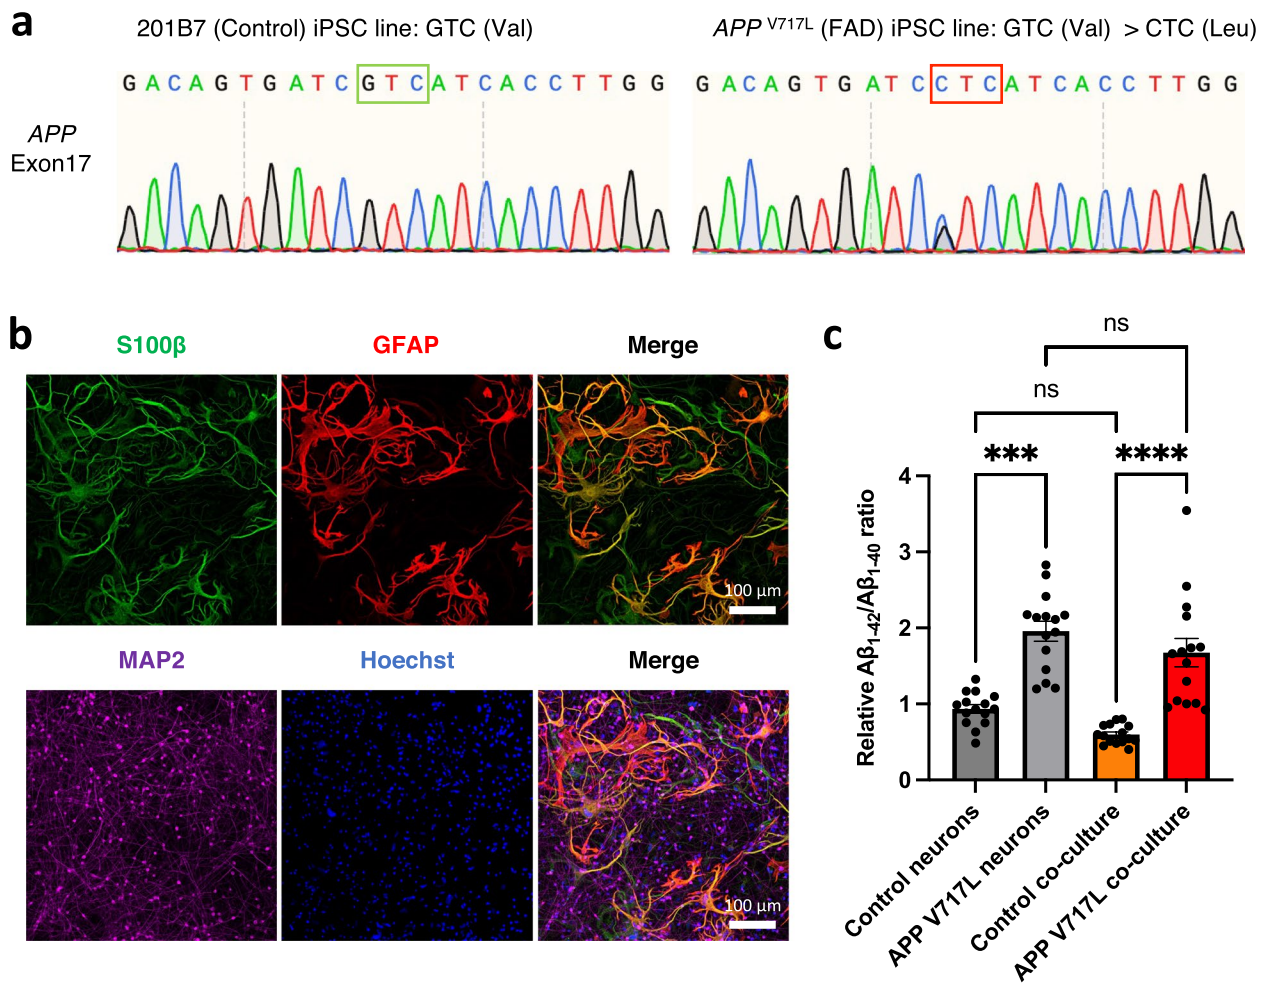 a
201B7 (Control) iPSC line: GTC (Val)
APP V717L (FAD) iPSC line: GTC (Val) > CTC (Leu)
G A C A G T G A T C G T C A T C A C C T T G G
G A C A G T G A T C C T C A T C A C C T T G G
APP
Exon17
b
S100β
GFAP
Merge
100 µm
MAP2
Hoechst
Merge
100 µm
c
ns
ns
*** ****
Relative Aβ1-42/Aβ1-40 ratio
4
3
2
1
0
Control neurons
APP V717L neurons
Control co-culture
APP V717L co-culture